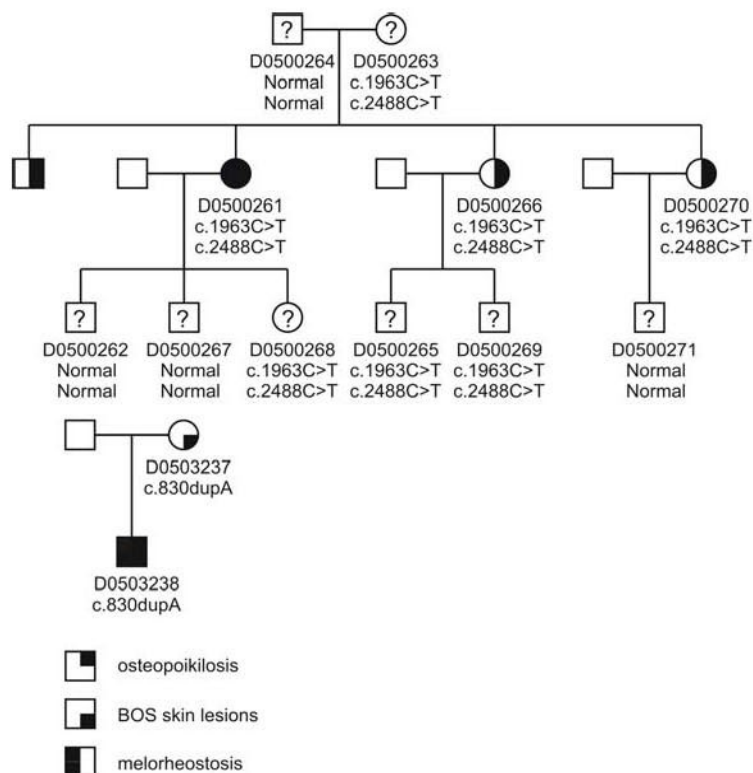 ? ?
D0500264 D0500263
Normal c.1963C>T
Normal c.2488C>T
D0500261 D0500266 D0500270
c.1963C>T c.1963C>T c.1963C>T
c.2488C>T c.2488C>T c.2488C>T
? ? ? ? ? ?
D0500262 D0500267 D0500268 D0500265 D0500269 D0500271
Normal Normal c.1963C>T c.1963C>T c.1963C>T Normal
Normal Normal c.2488C>T c.2488C>T c.2488C>T Normal
D0503237
c.830dupA
D0503238
c.830dupA
osteopoikilosis
BOS skin lesions
melorheostosis